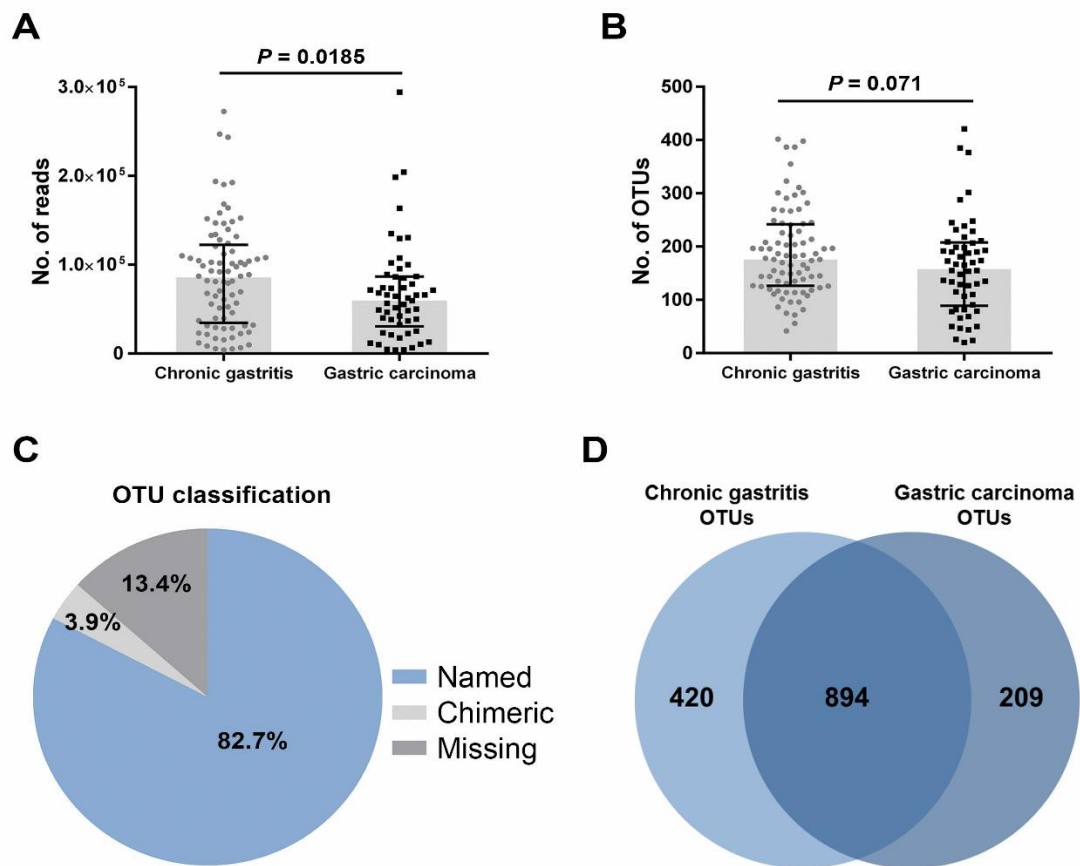 A
P = 0.0185
No. of reads
3.0×10⁵
2.0×10⁵
1.0×10⁵
0
Chronic gastritis
Gastric carcinoma
B
P = 0.071
No. of OTUs
500
400
300
200
100
0
Chronic gastritis
Gastric carcinoma
C
OTU classification
13.4%
3.9%
82.7%
Named
Chimeric
Missing
D
Chronic gastritis
OTUs
Gastric carcinoma
OTUs
420
894
209